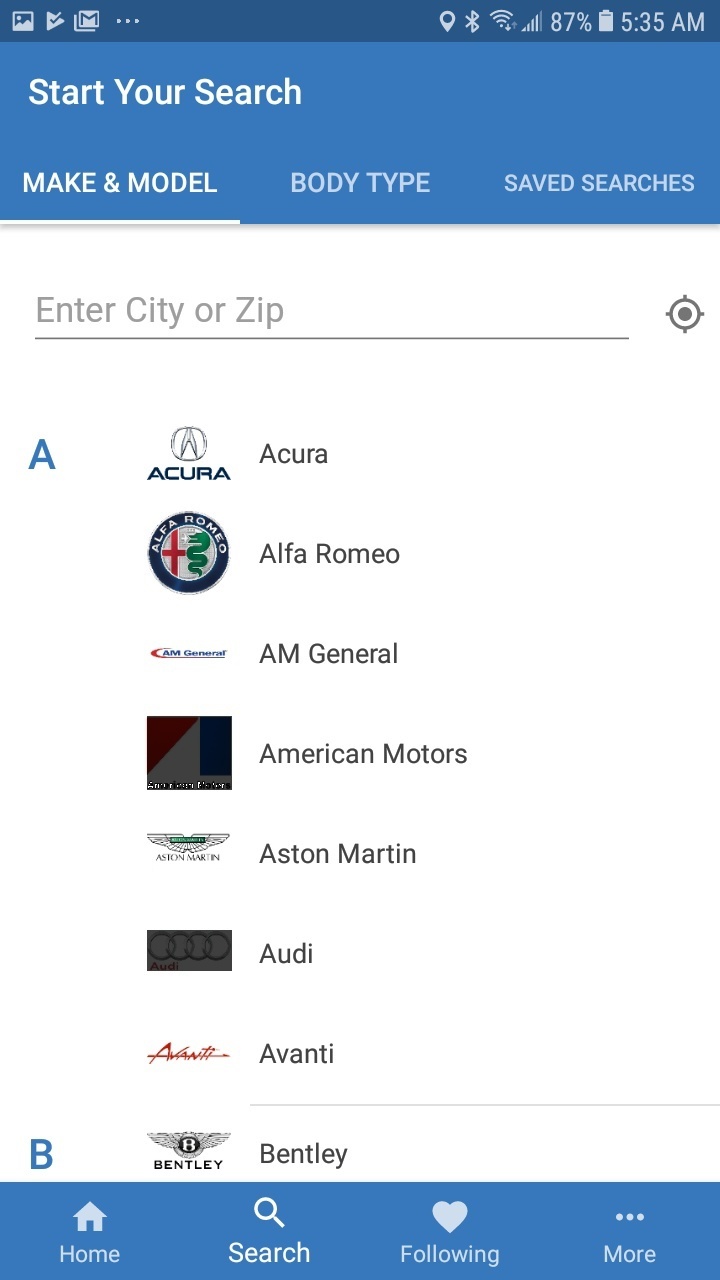 87% 5:35 AM
Start Your Search
MAKE & MODEL BODY TYPE SAVED SEARCHES
Enter City or Zip
A
ACURA
Acura
ALFA ROMEO
Alfa Romeo
AM General
AM General
American Motors
American Motors
ASTON MARTIN
ASTON MARTIN
Aston Martin
Audi
Audi
Avanti
Avanti
B
B
BENTLEY
Bentley
Home Search Following More